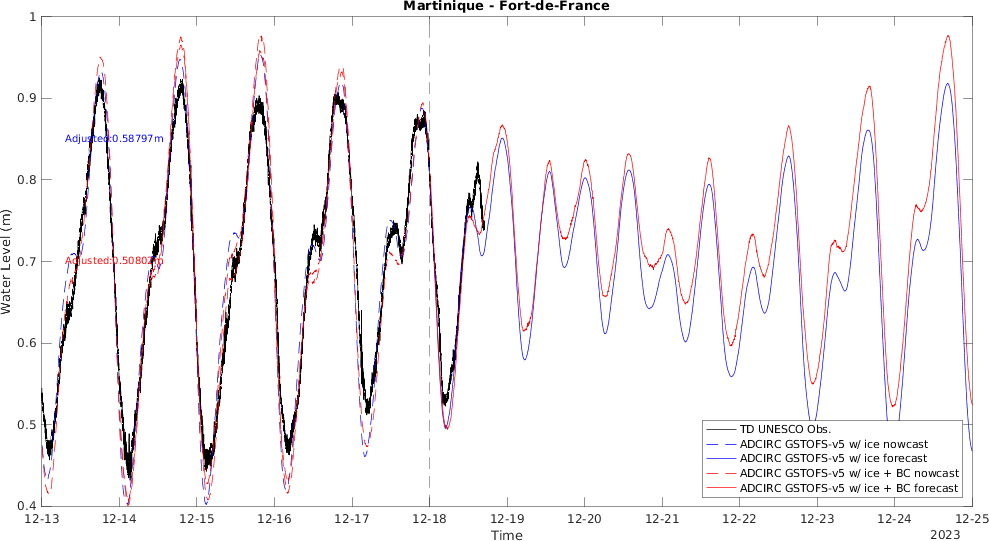 Martinique - Fort-de-France
1
0.9
0.8
0.7
0.6
0.5
0.4
Water Level (m)
Adjusted:0.58797m
Adjusted:0.50802m
TD UNESCO Obs.
ADCIRC GSTOFS-v5 w/ ice nowcast
ADCIRC GSTOFS-v5 w/ ice forecast
ADCIRC GSTOFS-v5 w/ ice + BC nowcast
ADCIRC GSTOFS-v5 w/ ice + BC forecast
12-13 12-14 12-15 12-16 12-17 12-18 12-19 12-20 12-21 12-22 12-23 12-24 12-25
Time
2023